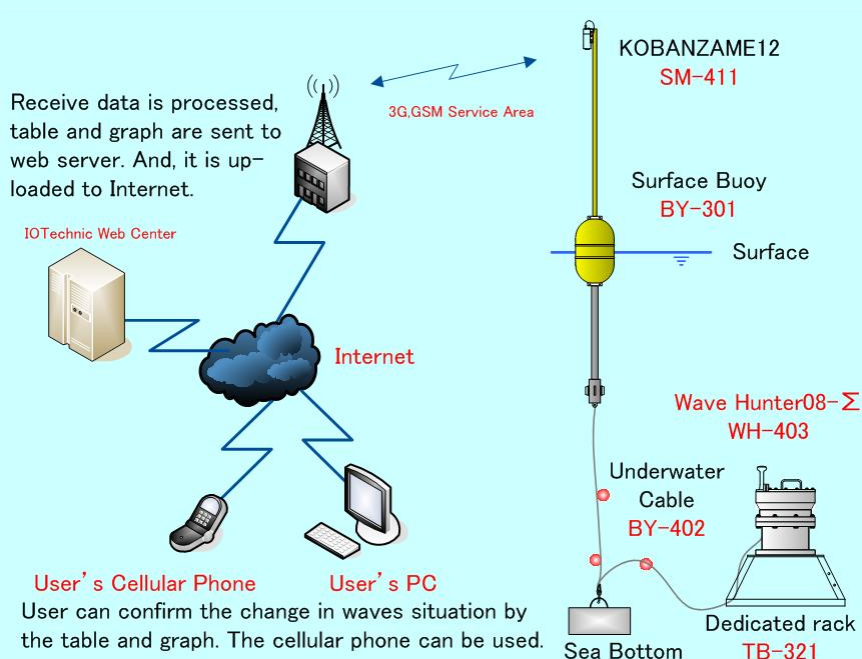 KOBANZAME12
SM-411
Receive data is processed,
table and graph are sent to
web server. And, it is up-
loaded to Internet.
3G,GSM Service Area
Surface Buoy
BY-301
IOTechnic Web Center
Surface
Internet
Wave Hunter08-Σ
WH-403
Underwater
Cable
BY-402
User's Cellular Phone
User's PC
User can confirm the change in waves situation by
the table and graph. The cellular phone can be used.
Sea Bottom
Dedicated rack
TB-321